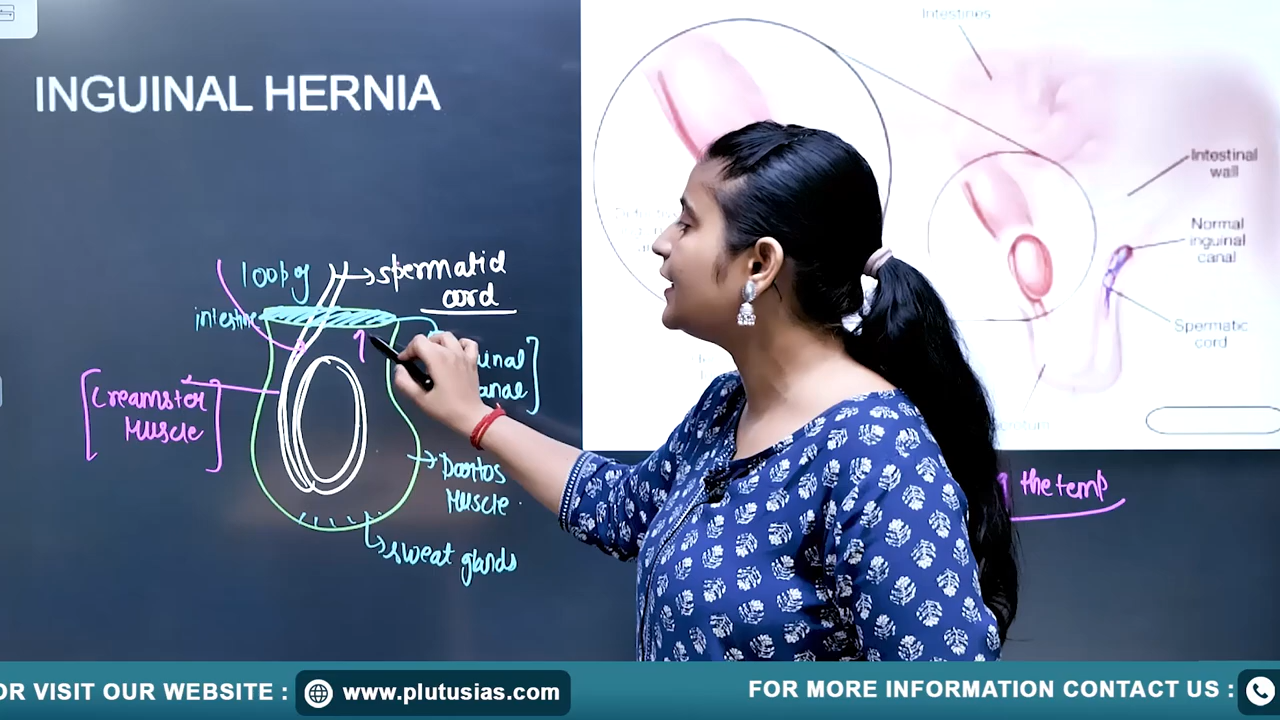 INGUINAL HERNIA
Intestines
Intestinal
wall
Normal
inguinal
canal
Spermatic
cord
loop of
intestine
spermatid
cord
Creamster
Muscle
Dartos
Muscle
sweat glands
the temp
OR VISIT OUR WEBSITE :
www.plutusias.com
FOR MORE INFORMATION CONTACT US :